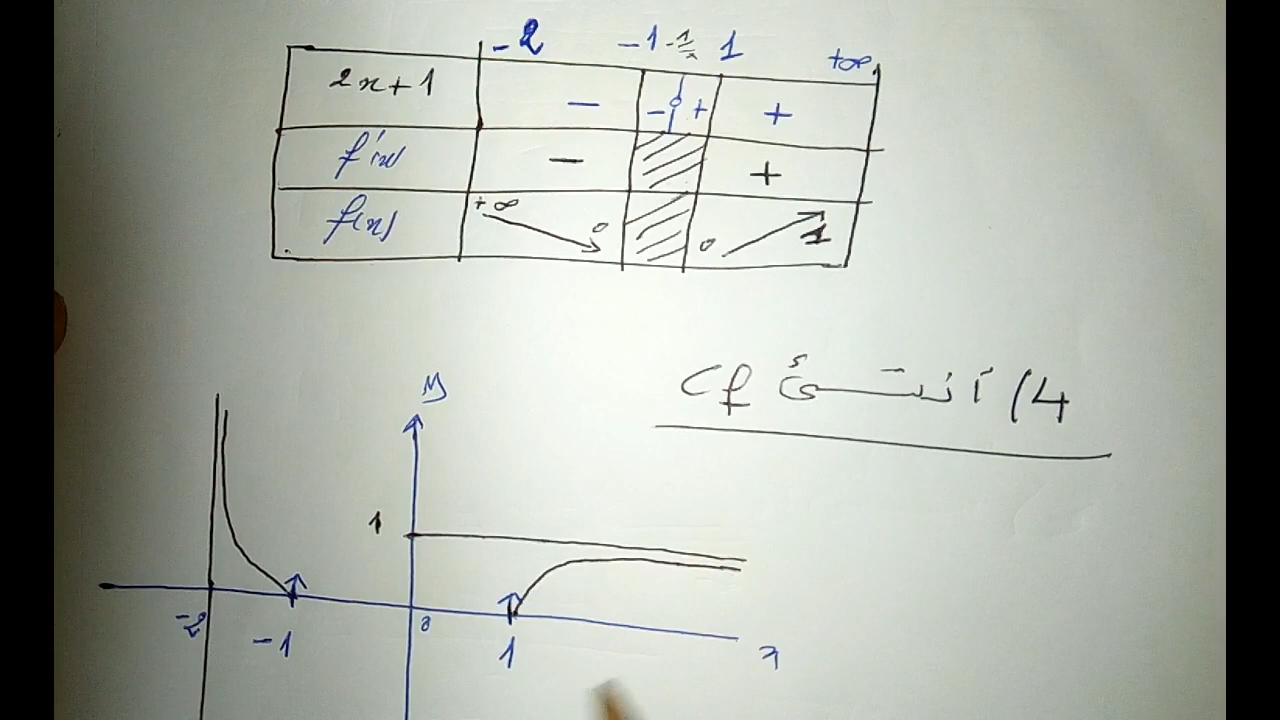 -2 -1 -1/2 1 +∞
2x+1 - - + +
f'(x) - +
f(x) +∞ 0 0 1
4/ أنشئ Cf
y
1
-2 -1 0 1 x